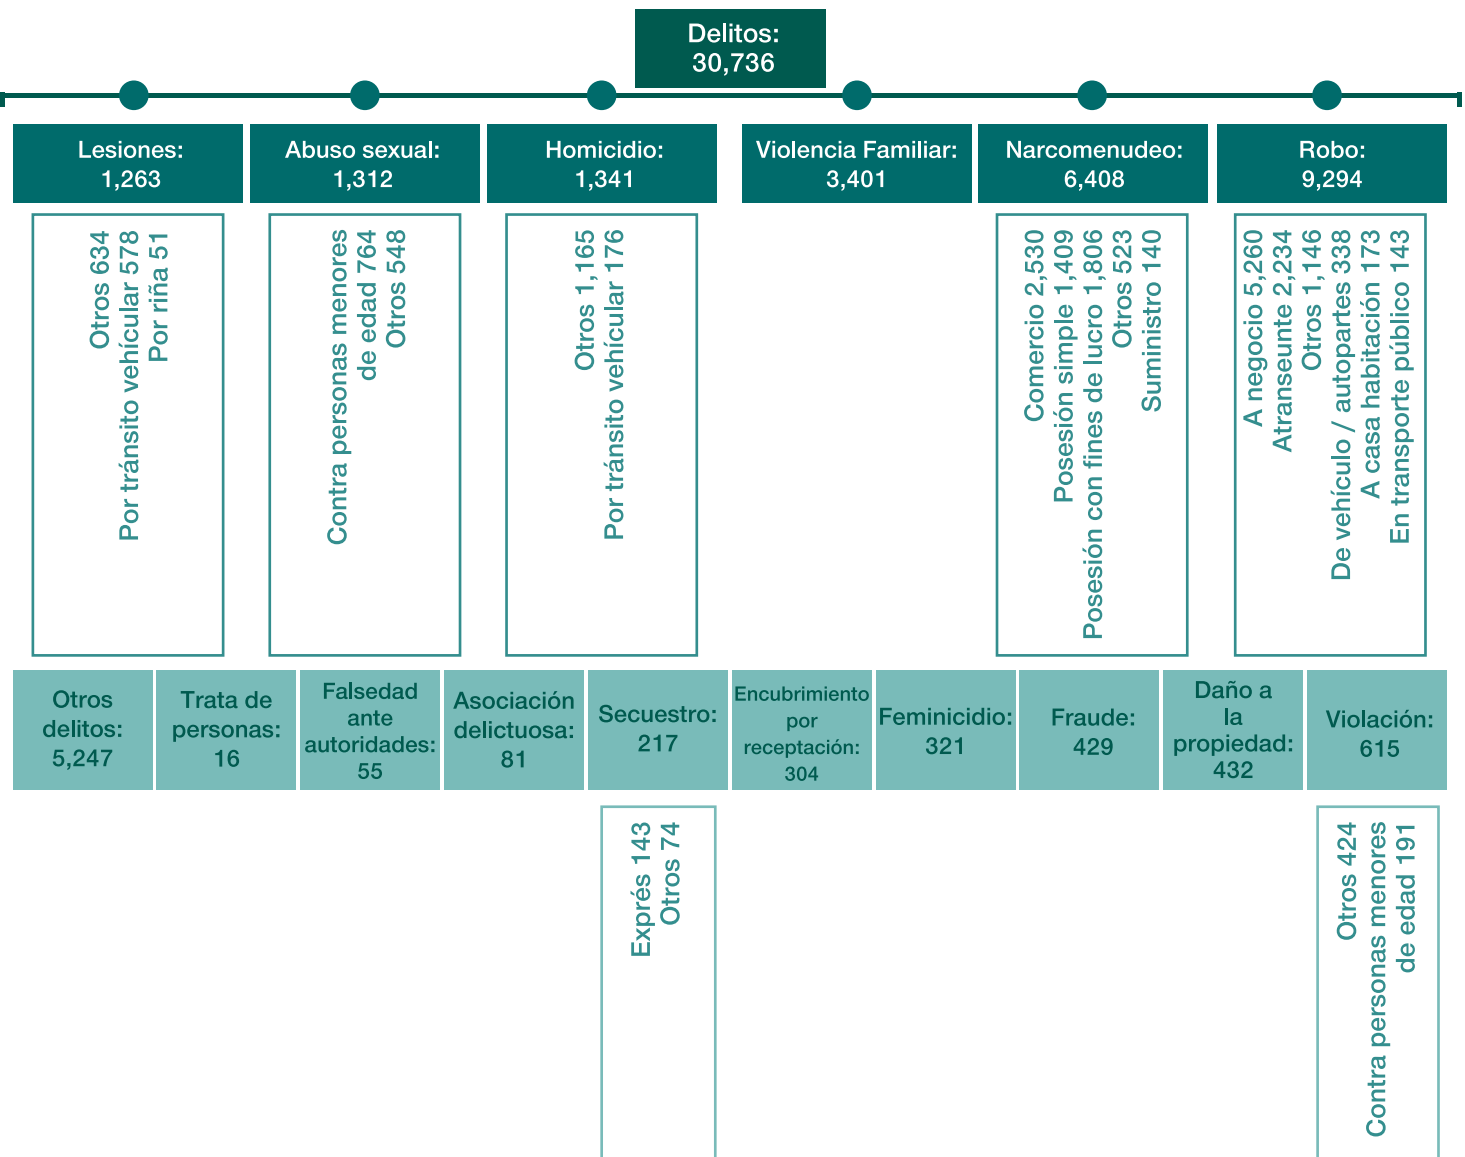 Delitos:
30,736
Lesiones:
1,263
Abuso sexual:
1,312
Homicidio:
1,341
Violencia Familiar:
3,401
Narcomenudeo:
6,408
Robo:
9,294
Otros 634
Por tránsito vehícular 578
Por riña 51
Contra personas menores
de edad 764
Otros 548
Otros 1,165
Por tránsito vehícular 176
Comercio 2,530
Posesión simple 1,409
Posesión con fines de lucro 1,806
Otros 523
Suministro 140
A negocio 5,260
Atranseunte 2,234
Otros 1,146
De vehículo / autopartes 338
A casa habitación 173
En transporte público 143
Otros
delitos:
5,247
Trata de
personas:
16
Falsedad
ante
autoridades:
55
Asociación
delictuosa:
81
Secuestro:
217
Encubrimiento
por
receptación:
304
Feminicidio:
321
Fraude:
429
Daño a
la
propiedad:
432
Violación:
615
Exprés 143
Otros 74
Otros 424
Contra personas menores
de edad 191